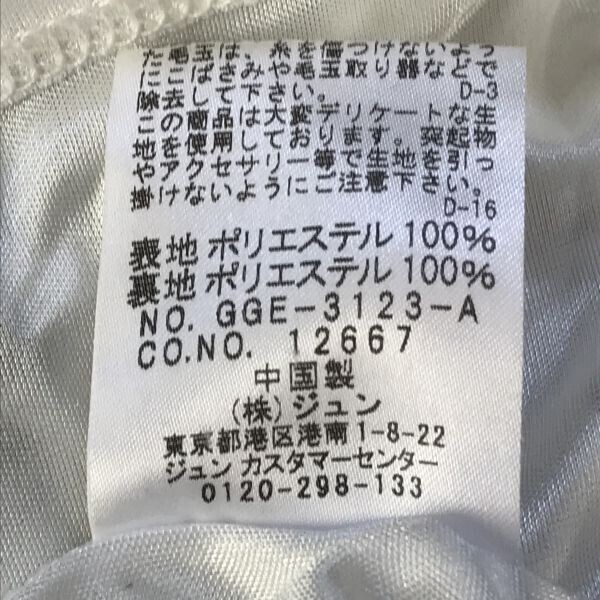 た毛玉は、糸を傷つけないよう
にこばさみや毛玉取り器などで
除去して下さい。 D-3
この商品は大変デリケートな生
地を使用しております。突起物
やアクセサリー等で生地を引っ
掛けないようにご注意下さい。
D-16
表地 ポリエステル 100%
裏地 ポリエステル 100%
NO. GGE-3123-A
CO.NO. 12667
中国製
(株)ジュン
東京都港区港南1-8-22
ジュン カスタマーセンター
0120-298-133